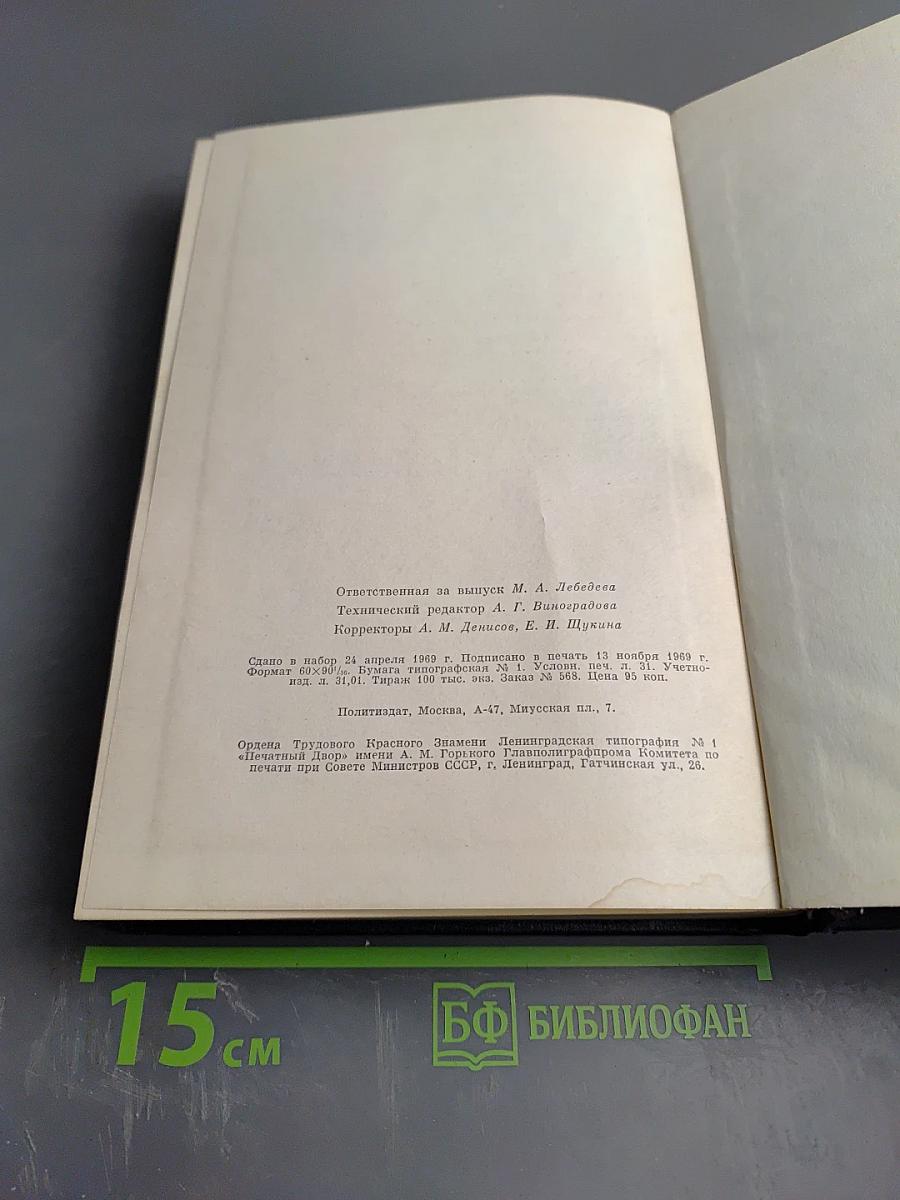 Ответственная за выпуск М. А. Лебедева
Технический редактор А. Г. Виноградова
Корректоры А. М. Денисов, Е. И. Щукина
Сдано в набор 24 апреля 1969 г. Подписано в печать 13 ноября 1969 г.
Формат 60×90¹/₁₆. Бумага типографская № 1. Условн. печ. л. 31. Учетно-
изд. л. 31,01. Тираж 100 тыс. экз. Заказ № 568. Цена 95 коп.
Политиздат, Москва, А-47, Миусская пл., 7.
Ордена Трудового Красного Знамени Ленинградская типография № 1
«Печатный Двор» имени А. М. Горького Главполиграфпрома Комитета по
печати при Совете Министров СССР, г. Ленинград, Гатчинская ул., 26.
15 см
БФ БИБЛИОФАН